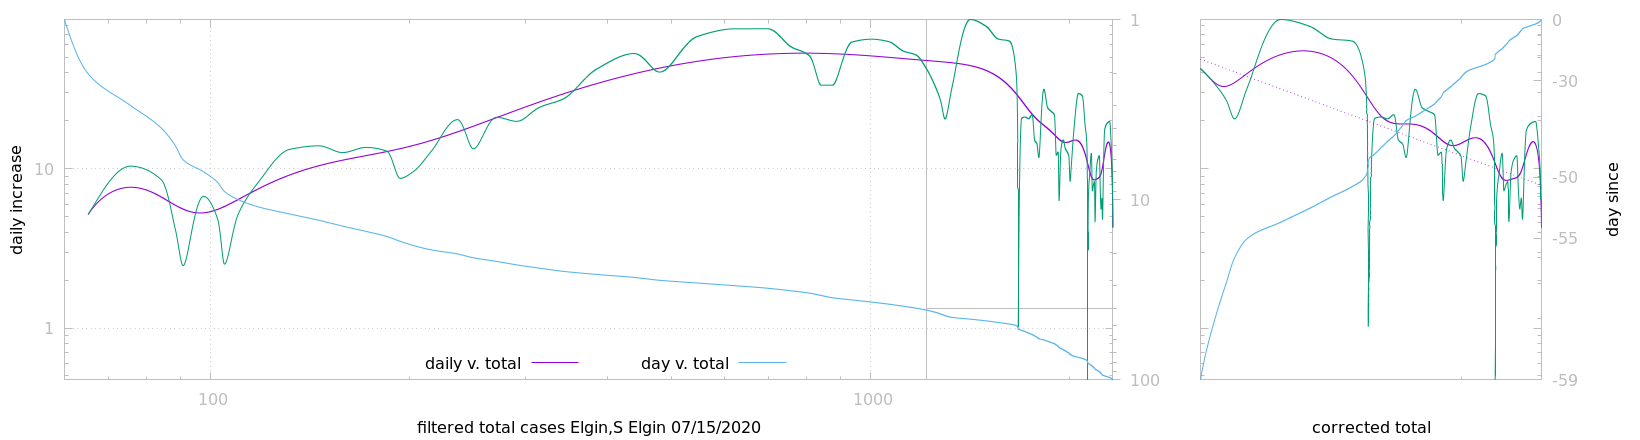 daily increase
10
1
100
1000
1
10
100
daily v. total
day v. total
filtered total cases Elgin,S Elgin 07/15/2020
0
-30
-50
-55
-59
day since
corrected total